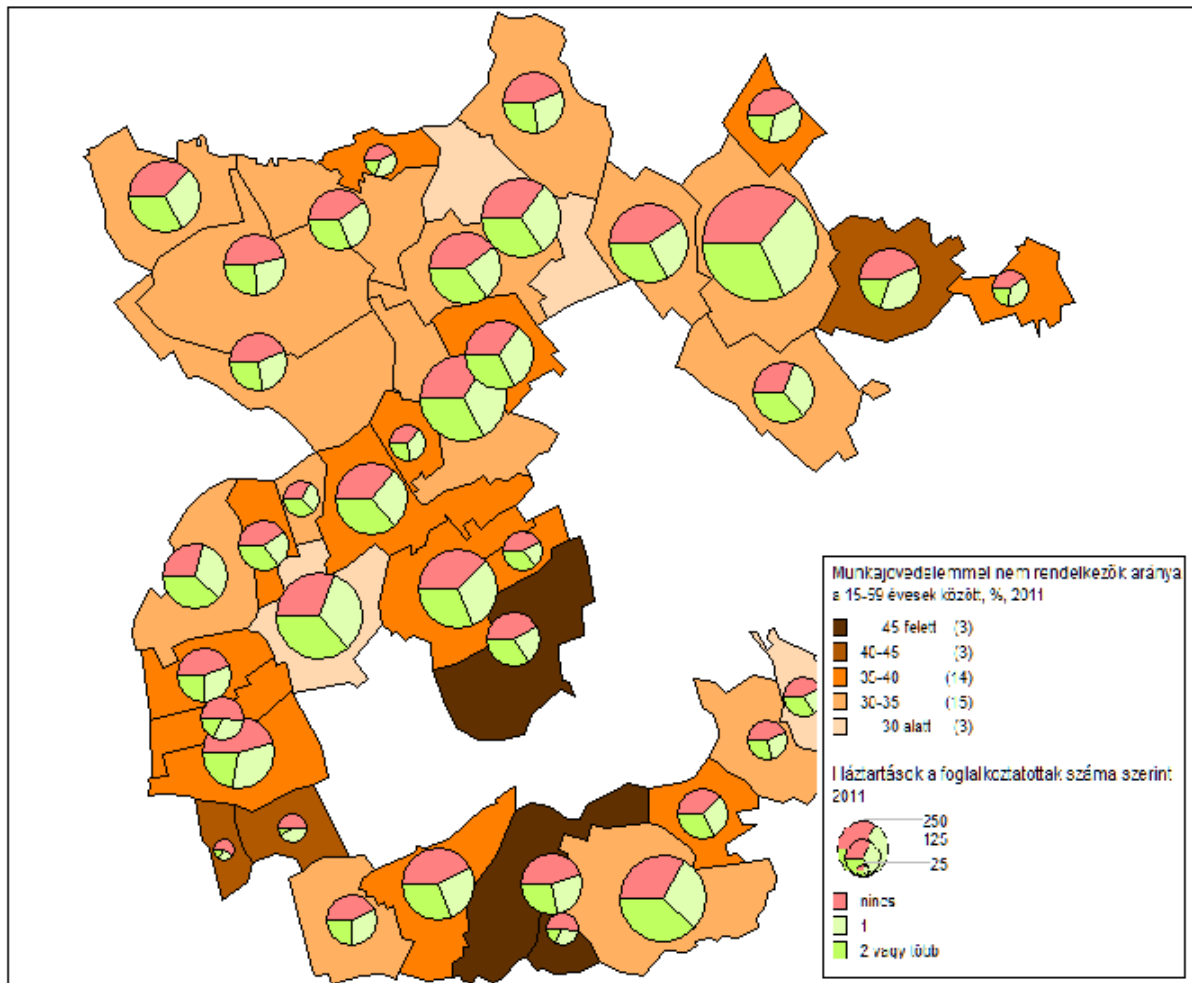 Munkajövedelemmel nem rendelkezők aránya
a 15-59 évesek között, %, 2011
45 felett (3)
40-45 (3)
35-40 (14)
30-35 (15)
30 alatt (3)
Háztartások a foglalkoztatottak száma szerint
2011
250
125
25
nincs
1
2 vagy több